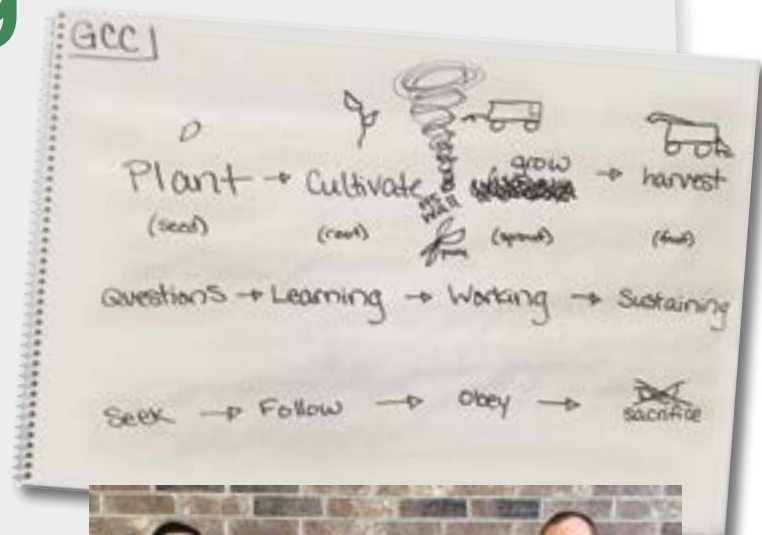 GCC
Plant → Cultivate grow → harvest
(seed) (root) (sprout) (fruit)
Questions → Learning → Working → Sustaining
Seek → Follow → Obey → sacrifice